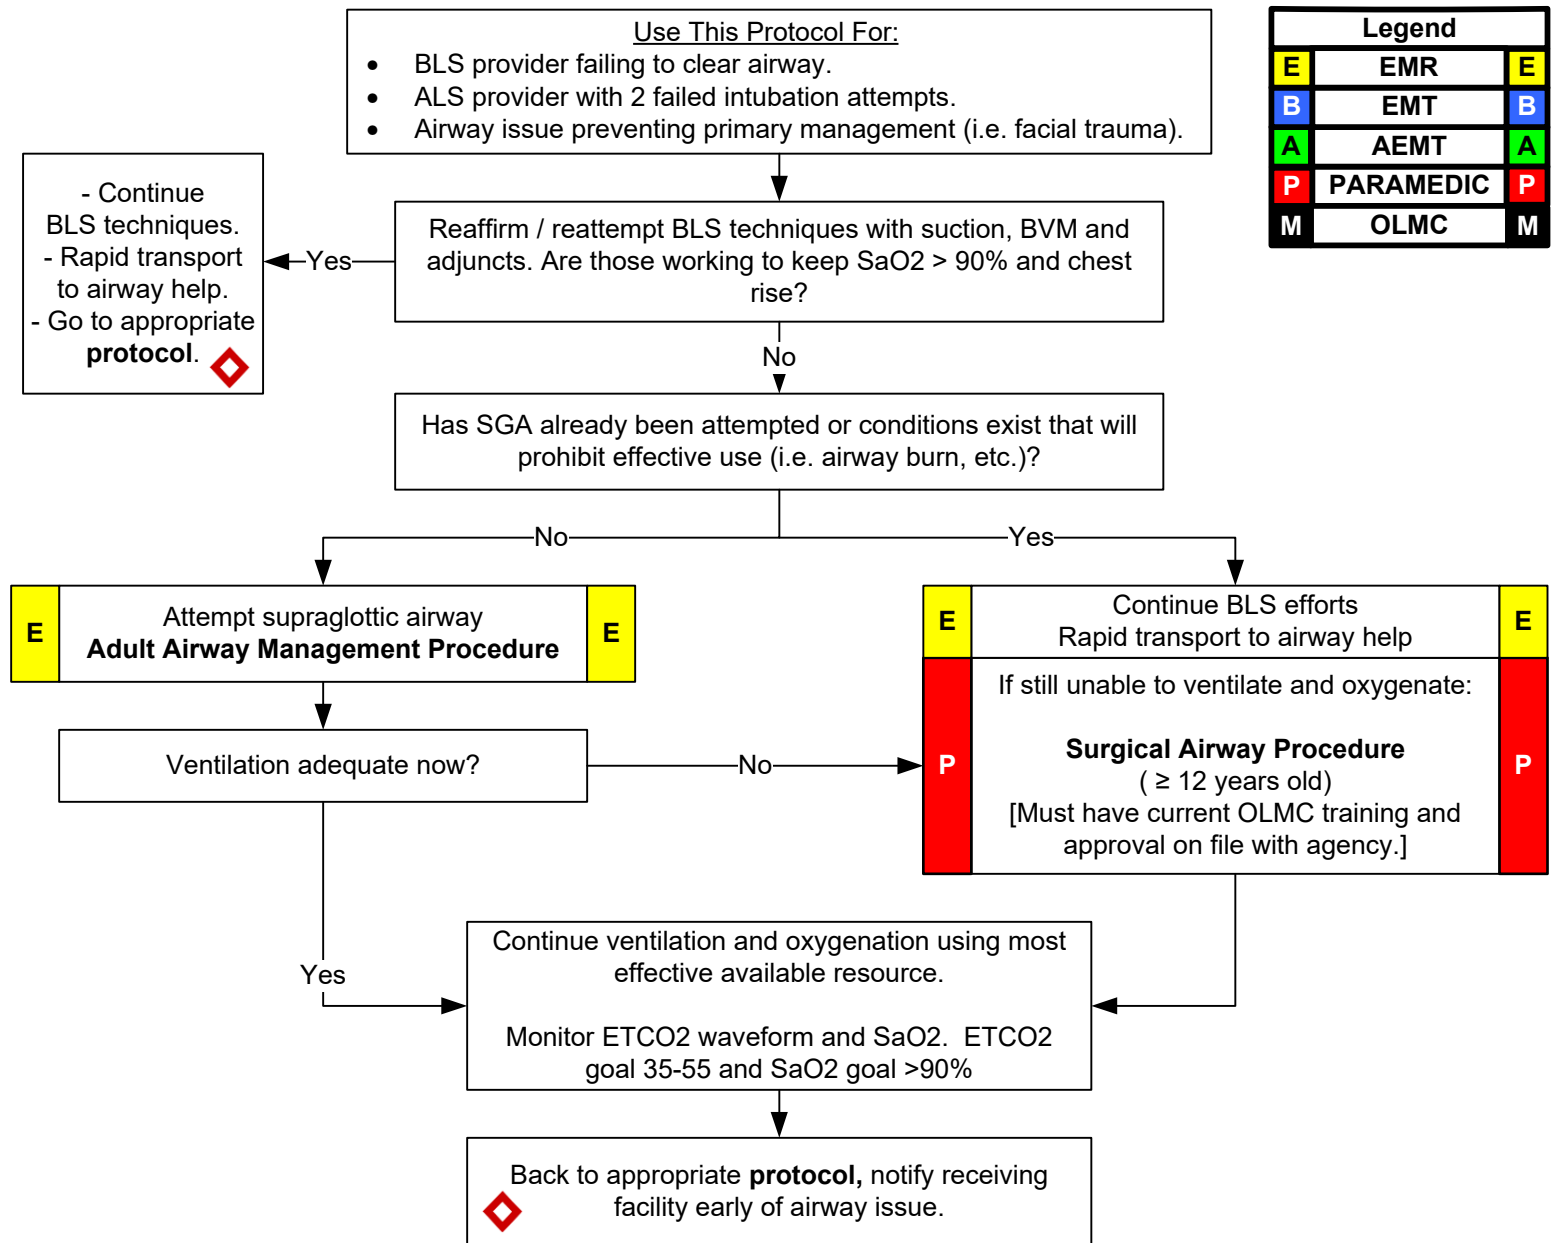 Use This Protocol For:
• BLS provider failing to clear airway.
• ALS provider with 2 failed intubation attempts.
• Airway issue preventing primary management (i.e. facial trauma).
Legend
E EMR E
B EMT B
A AEMT A
P PARAMEDIC P
M OLMC M
- Continue
BLS techniques.
- Rapid transport
to airway help.
- Go to appropriate
protocol.
Yes
Reaffirm / reattempt BLS techniques with suction, BVM and
adjuncts. Are those working to keep SaO2 > 90% and chest
rise?
No
Has SGA already been attempted or conditions exist that will
prohibit effective use (i.e. airway burn, etc.)?
No
Yes
E
Attempt supraglottic airway
Adult Airway Management Procedure
E
E
Continue BLS efforts
Rapid transport to airway help
E
Ventilation adequate now?
No
P
If still unable to ventilate and oxygenate:
Surgical Airway Procedure
( ≥ 12 years old)
[Must have current OLMC training and
approval on file with agency.]
P
Yes
Continue ventilation and oxygenation using most
effective available resource.
Monitor ETCO2 waveform and SaO2.  ETCO2
goal 35-55 and SaO2 goal >90%
Back to appropriate protocol, notify receiving
facility early of airway issue.